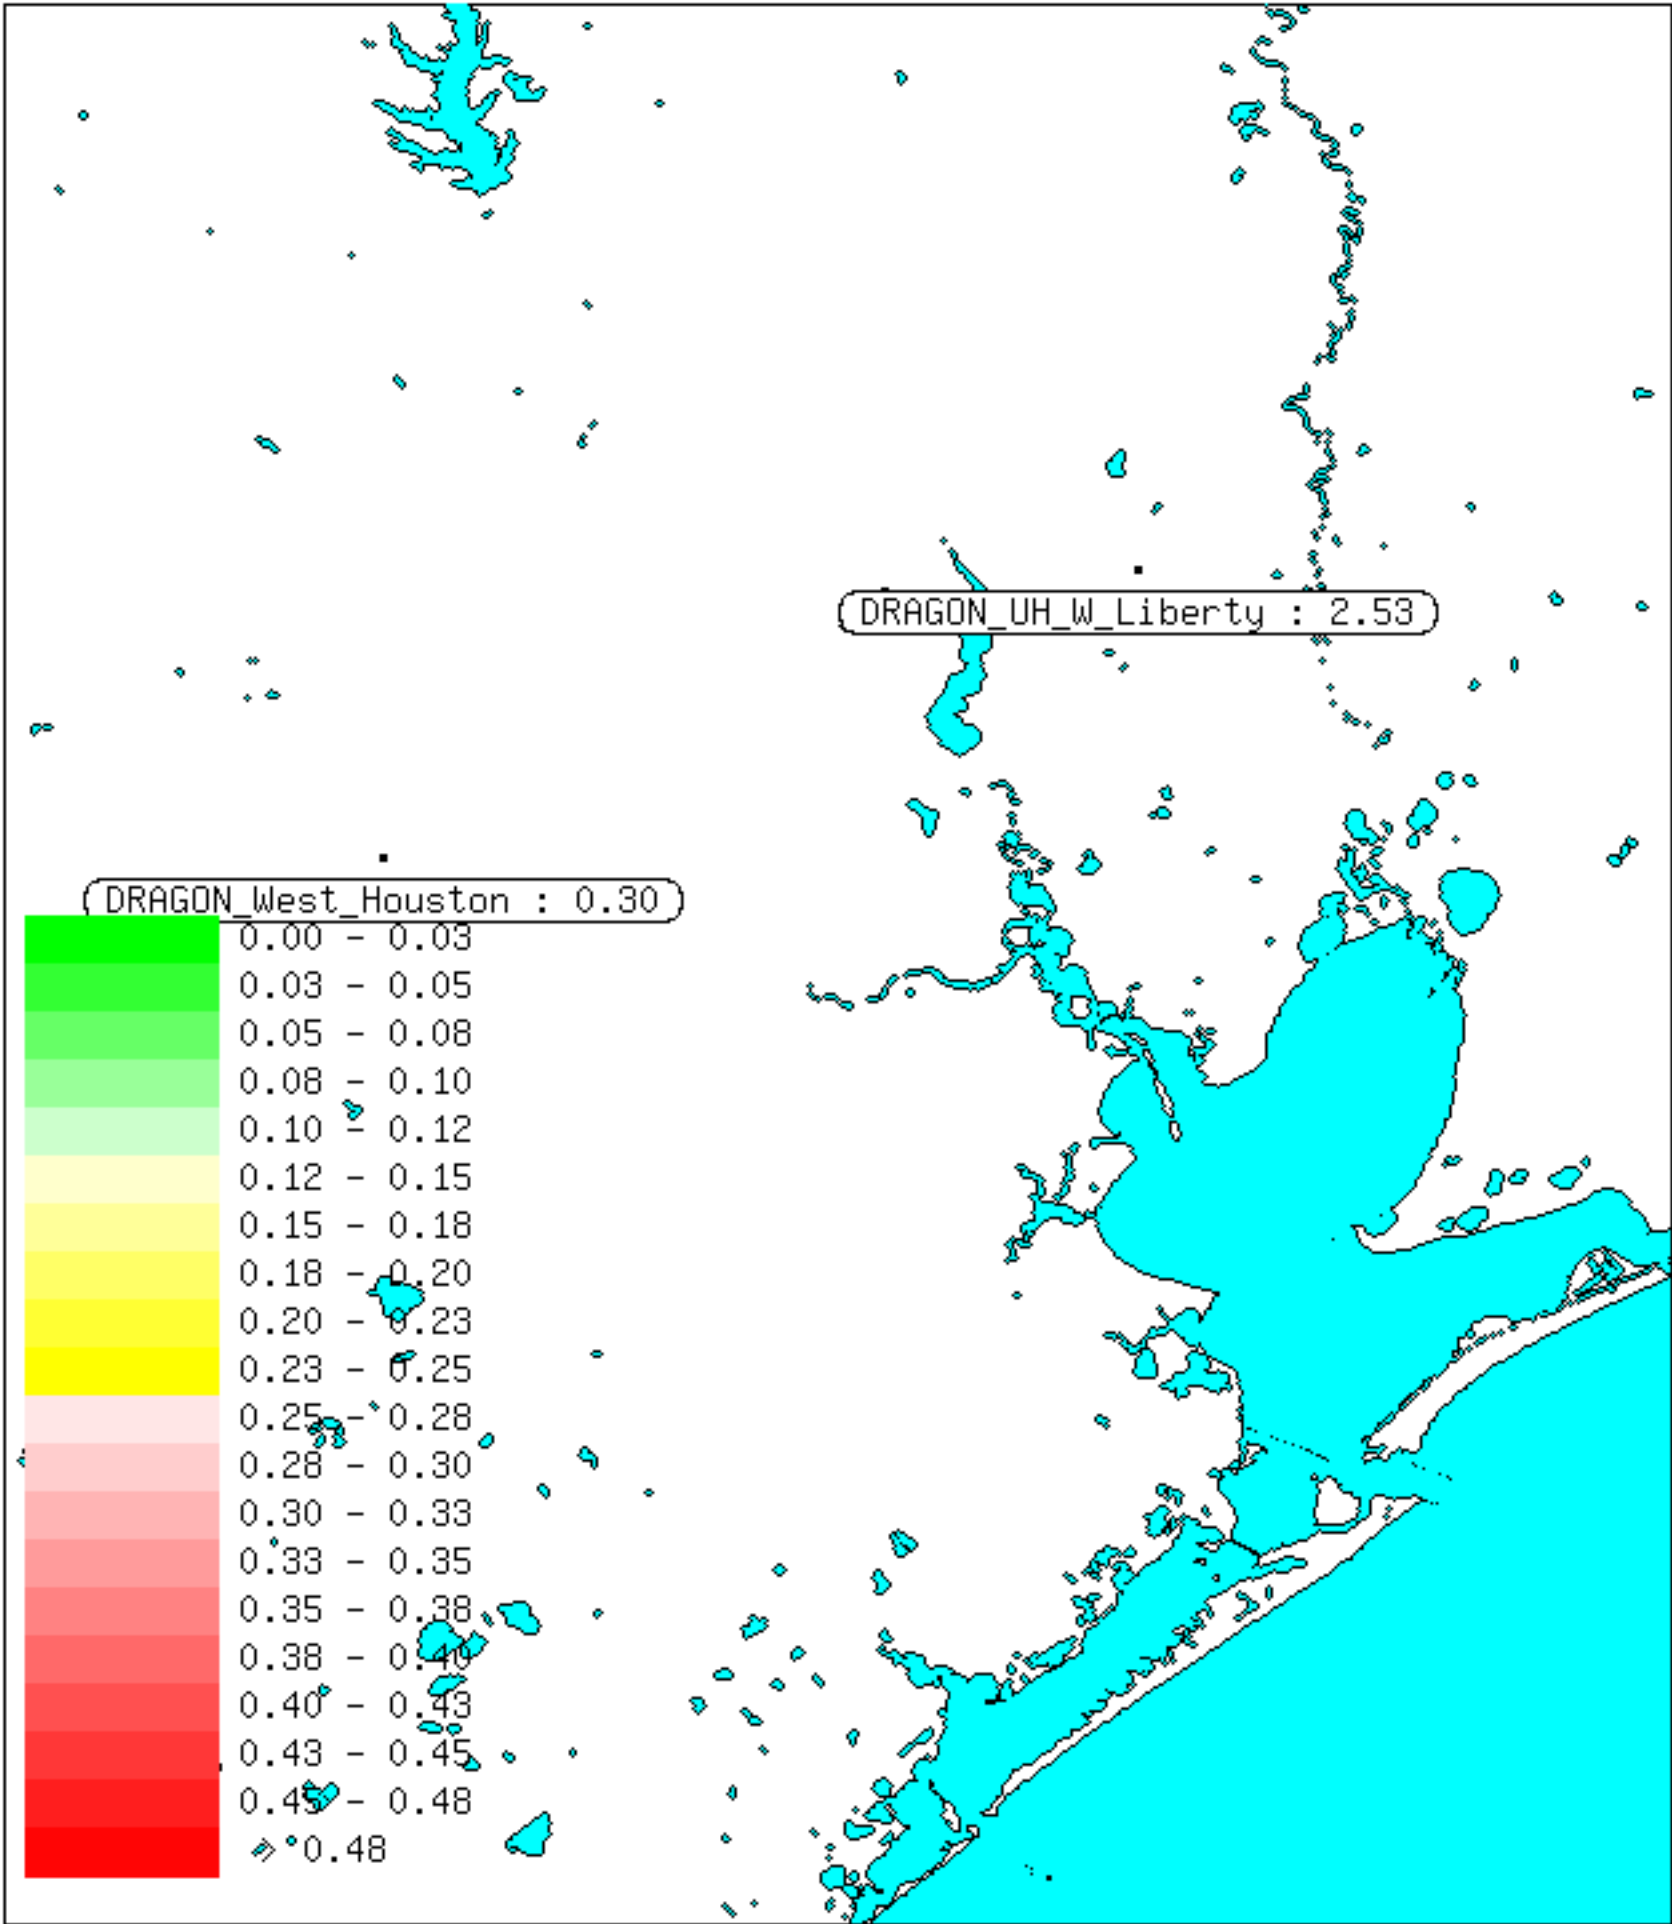 DRAGON_UH_W_Liberty : 2.53
DRAGON_West_Houston : 0.30
0.00 - 0.03
0.03 - 0.05
0.05 - 0.08
0.08 - 0.10
0.10 - 0.12
0.12 - 0.15
0.15 - 0.18
0.18 - 0.20
0.20 - 0.23
0.23 - 0.25
0.25 - 0.28
0.28 - 0.30
0.30 - 0.33
0.33 - 0.35
0.35 - 0.38
0.38 - 0.40
0.40 - 0.43
0.43 - 0.45
0.45 - 0.48
> 0.48